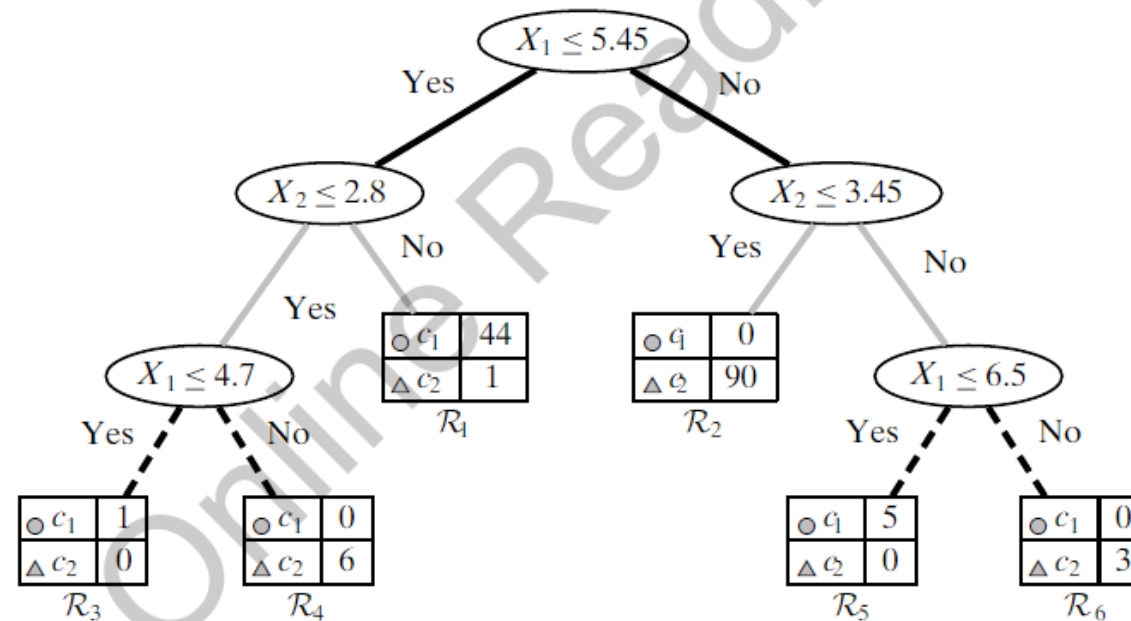 X₁ ≤ 5.45
Yes
No
X₂ ≤ 2.8
X₂ ≤ 3.45
No
Yes
Yes
No
c₁ 44
c₂ 1
R₁
c₁ 0
c₂ 90
R₂
X₁ ≤ 4.7
X₁ ≤ 6.5
Yes
No
Yes
No
c₁ 1
c₂ 0
R₃
c₁ 0
c₂ 6
R₄
c₁ 5
c₂ 0
R₅
c₁ 0
c₂ 3
R₆
Online Read